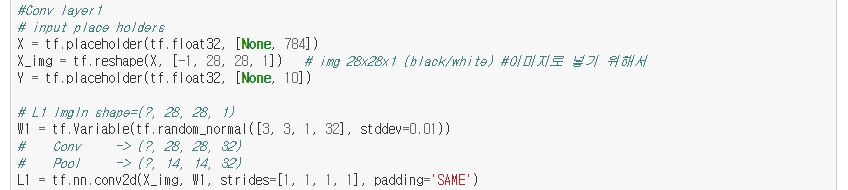 #Conv layer1
# input place holders
X = tf.placeholder(tf.float32, [None, 784])
X_img = tf.reshape(X, [-1, 28, 28, 1])   # img 28x28x1 (black/white) #이미지로 넣기 위해서
Y = tf.placeholder(tf.float32, [None, 10])
# L1 ImgIn shape=(?, 28, 28, 1)
W1 = tf.Variable(tf.random_normal([3, 3, 1, 32], stddev=0.01))
#    Conv     -> (?, 28, 28, 32)
#    Pool     -> (?, 14, 14, 32)
L1 = tf.nn.conv2d(X_img, W1, strides=[1, 1, 1, 1], padding='SAME')